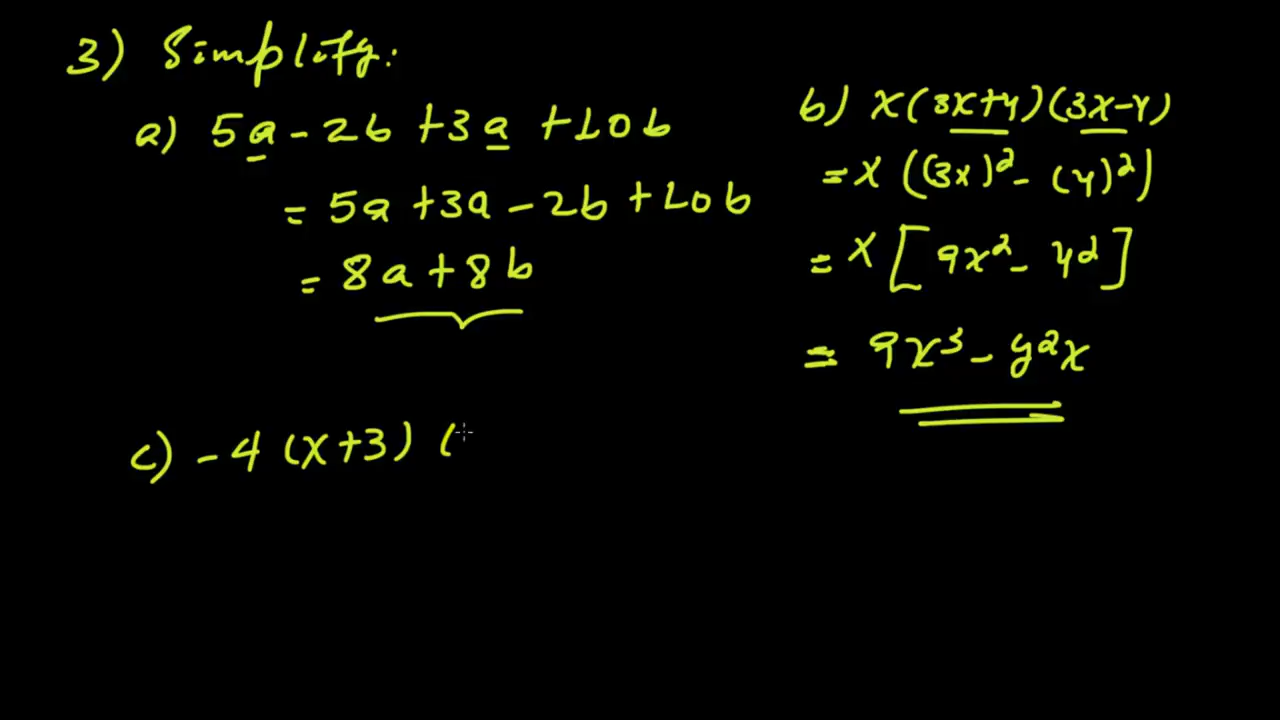 3) Simplify:
a) 5a - 2b + 3a + 10b
= 5a + 3a - 2b + 10b
= 8a + 8b
b) x(3x+y)(3x-y)
= x((3x)² - (y)²)
= x[9x² - y²]
= 9x³ - y²x
c) -4(x+3)(